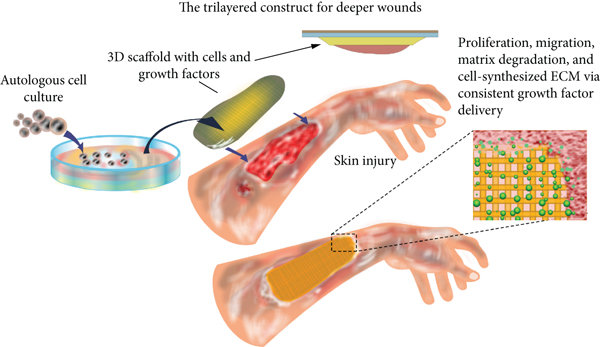 The trilayered construct for deeper wounds
3D scaffold with cells and
growth factors
Autologous cell
culture
Proliferation, migration,
matrix degradation, and
cell-synthesized ECM via
consistent growth factor
delivery
Skin injury